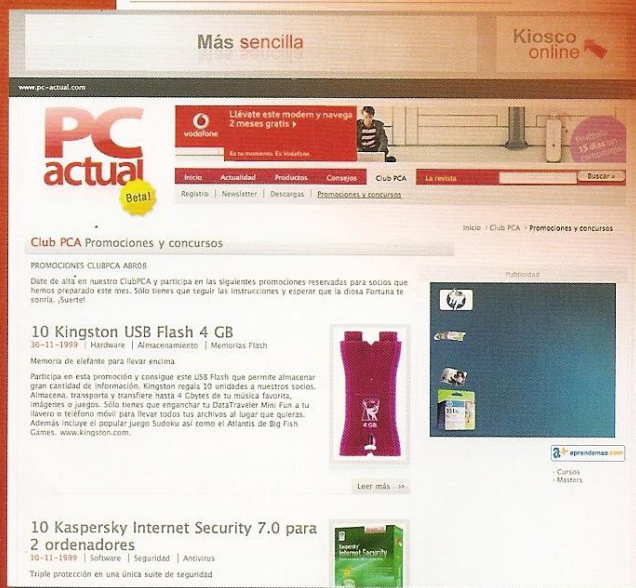 Más sencilla
Kiosco
online
www.pc-actual.com
PC
actual
Beta!
vodafone
Llévate este modem y navega
2 meses gratis
Es tu momento. Es Vodafone.
15 días sin
Inicio Actualidad Productos Consejos Club PCA La revista Buscar »
Registro | Newsletter | Descargas | Promociones y concursos
Inicio > Club PCA > Promociones y concursos
Club PCA Promociones y concursos
PROMOCIONES CLUBPCA ABR08
Date de alta en nuestro ClubPCA y participa en las siguientes promociones reservadas para socios que
hemos preparado este mes. Sólo tienes que seguir las instrucciones y esperar que la diosa Fortuna te
sonría. ¡Suerte!
Publicidad
hp
10 Kingston USB Flash 4 GB
30-11-1999 | Hardware | Almacenamiento | Memorias Flash
Memoria de elefante para llevar encima
Participa en esta promoción y consigue este USB Flash que permite almacenar
gran cantidad de información. Kingston regala 10 unidades a nuestros socios.
Almacena, transporta y transfiere hasta 4 Gbytes de tu música favorita,
imágenes o juegos. Sólo tienes que enganchar tu DataTraveler Mini Fun a tu
llavero o teléfono móvil para llevar todos tus archivos al lugar que quieras.
Además incluye el popular juego Sudoku así como el Atlantis de Big Fish
Games. www.kingston.com.
4 GB
Leer más >>
aprendemas.com
- Cursos
- Masters
10 Kaspersky Internet Security 7.0 para
2 ordenadores
30-11-1999 | Software | Seguridad | Antivirus
Triple protección en una única suite de seguridad
Kaspersky
Internet Security